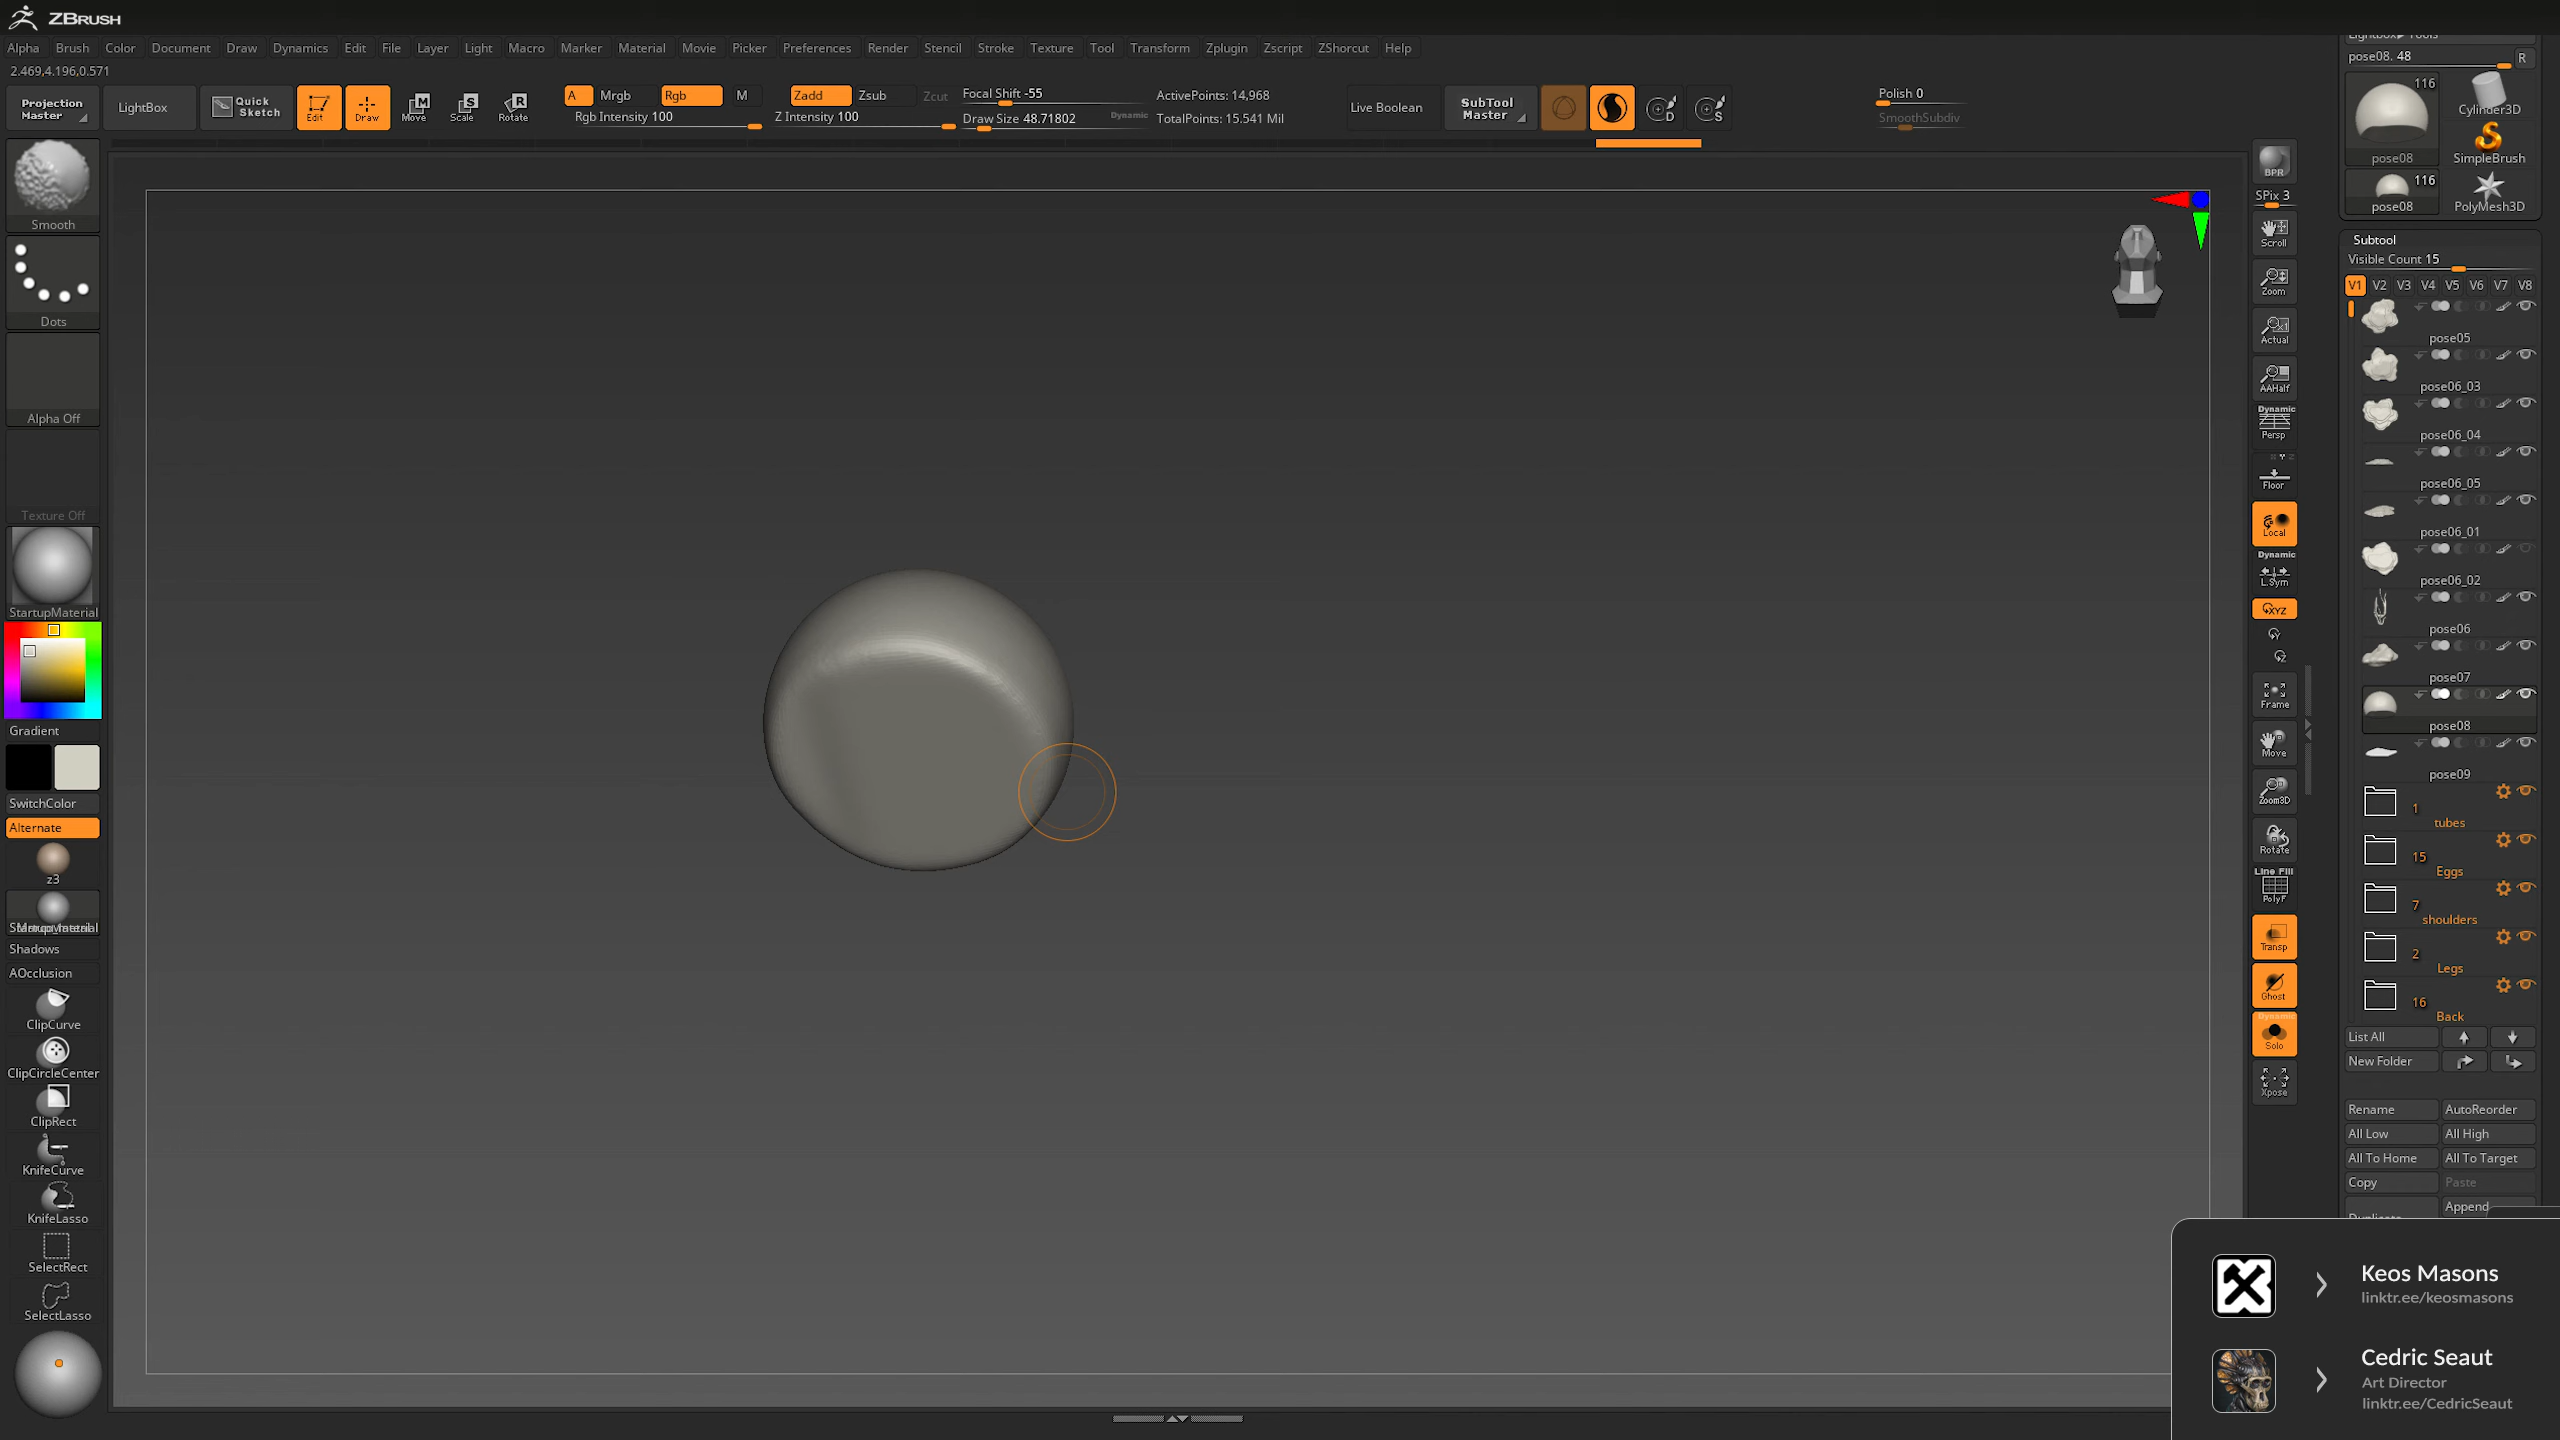 ZBRUSH
Alpha Brush Color Document Draw Dynamics Edit File Layer Light Macro Marker Material Movie Picker Preferences Render Stencil Stroke Texture Tool Transform Zplugin Zscript ZShorcut Help
2.469,4.196,0.571
Projection Master
LightBox
Quick Sketch
Edit
Draw
Move
Scale
Rotate
A Mrgb Rgb M
Rgb Intensity 100
Zadd Zsub Zcut
Z Intensity 100
Focal Shift -55
Draw Size 48.71802 Dynamic
ActivePoints: 14,968
TotalPoints: 15.541 Mil
Live Boolean
SubTool Master
Polish 0
SmoothSubdiv
Smooth
Dots
Alpha Off
Texture Off
StartupMaterial
Gradient
SwitchColor
Alternate
z3
Shadows
AOcclusion
ClipCurve
ClipCircleCenter
ClipRect
KnifeCurve
KnifeLasso
SelectRect
SelectLasso
BPR
SPix 3
Scroll
Zoom
Actual
AAHalf
Dynamic
Persp
Floor
Local
Dynamic
L.Sym
XYZ
Frame
Move
Zoom3D
Rotate
Line Fill
PolyF
Transp
Ghost
Dynamic
Solo
Xpose
pose08. 48 R
116
pose08
Cylinder3D
SimpleBrush
116
pose08
PolyMesh3D
Subtool
Visible Count 15
V1 V2 V3 V4 V5 V6 V7 V8
pose05
pose06_03
pose06_04
pose06_05
pose06_01
pose06_02
pose06
pose07
pose08
pose09
1
tubes
15
Eggs
7
shoulders
2
Legs
16
Back
List All
New Folder
Rename AutoReorder
All Low All High
All To Home All To Target
Copy Paste
Append
Keos Masons
linktr.ee/keosmasons
Cedric Seaut
Art Director
linktr.ee/CedricSeaut